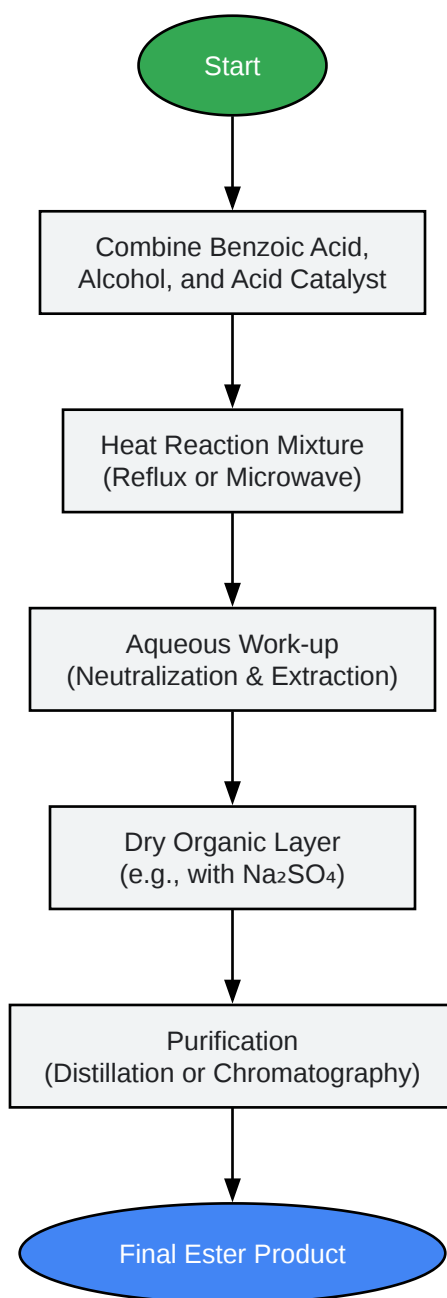 Start
Combine Benzoic Acid,
Alcohol, and Acid Catalyst
Heat Reaction Mixture
(Reflux or Microwave)
Aqueous Work-up
(Neutralization & Extraction)
Dry Organic Layer
(e.g., with Na₂SO₄)
Purification
(Distillation or Chromatography)
Final Ester Product